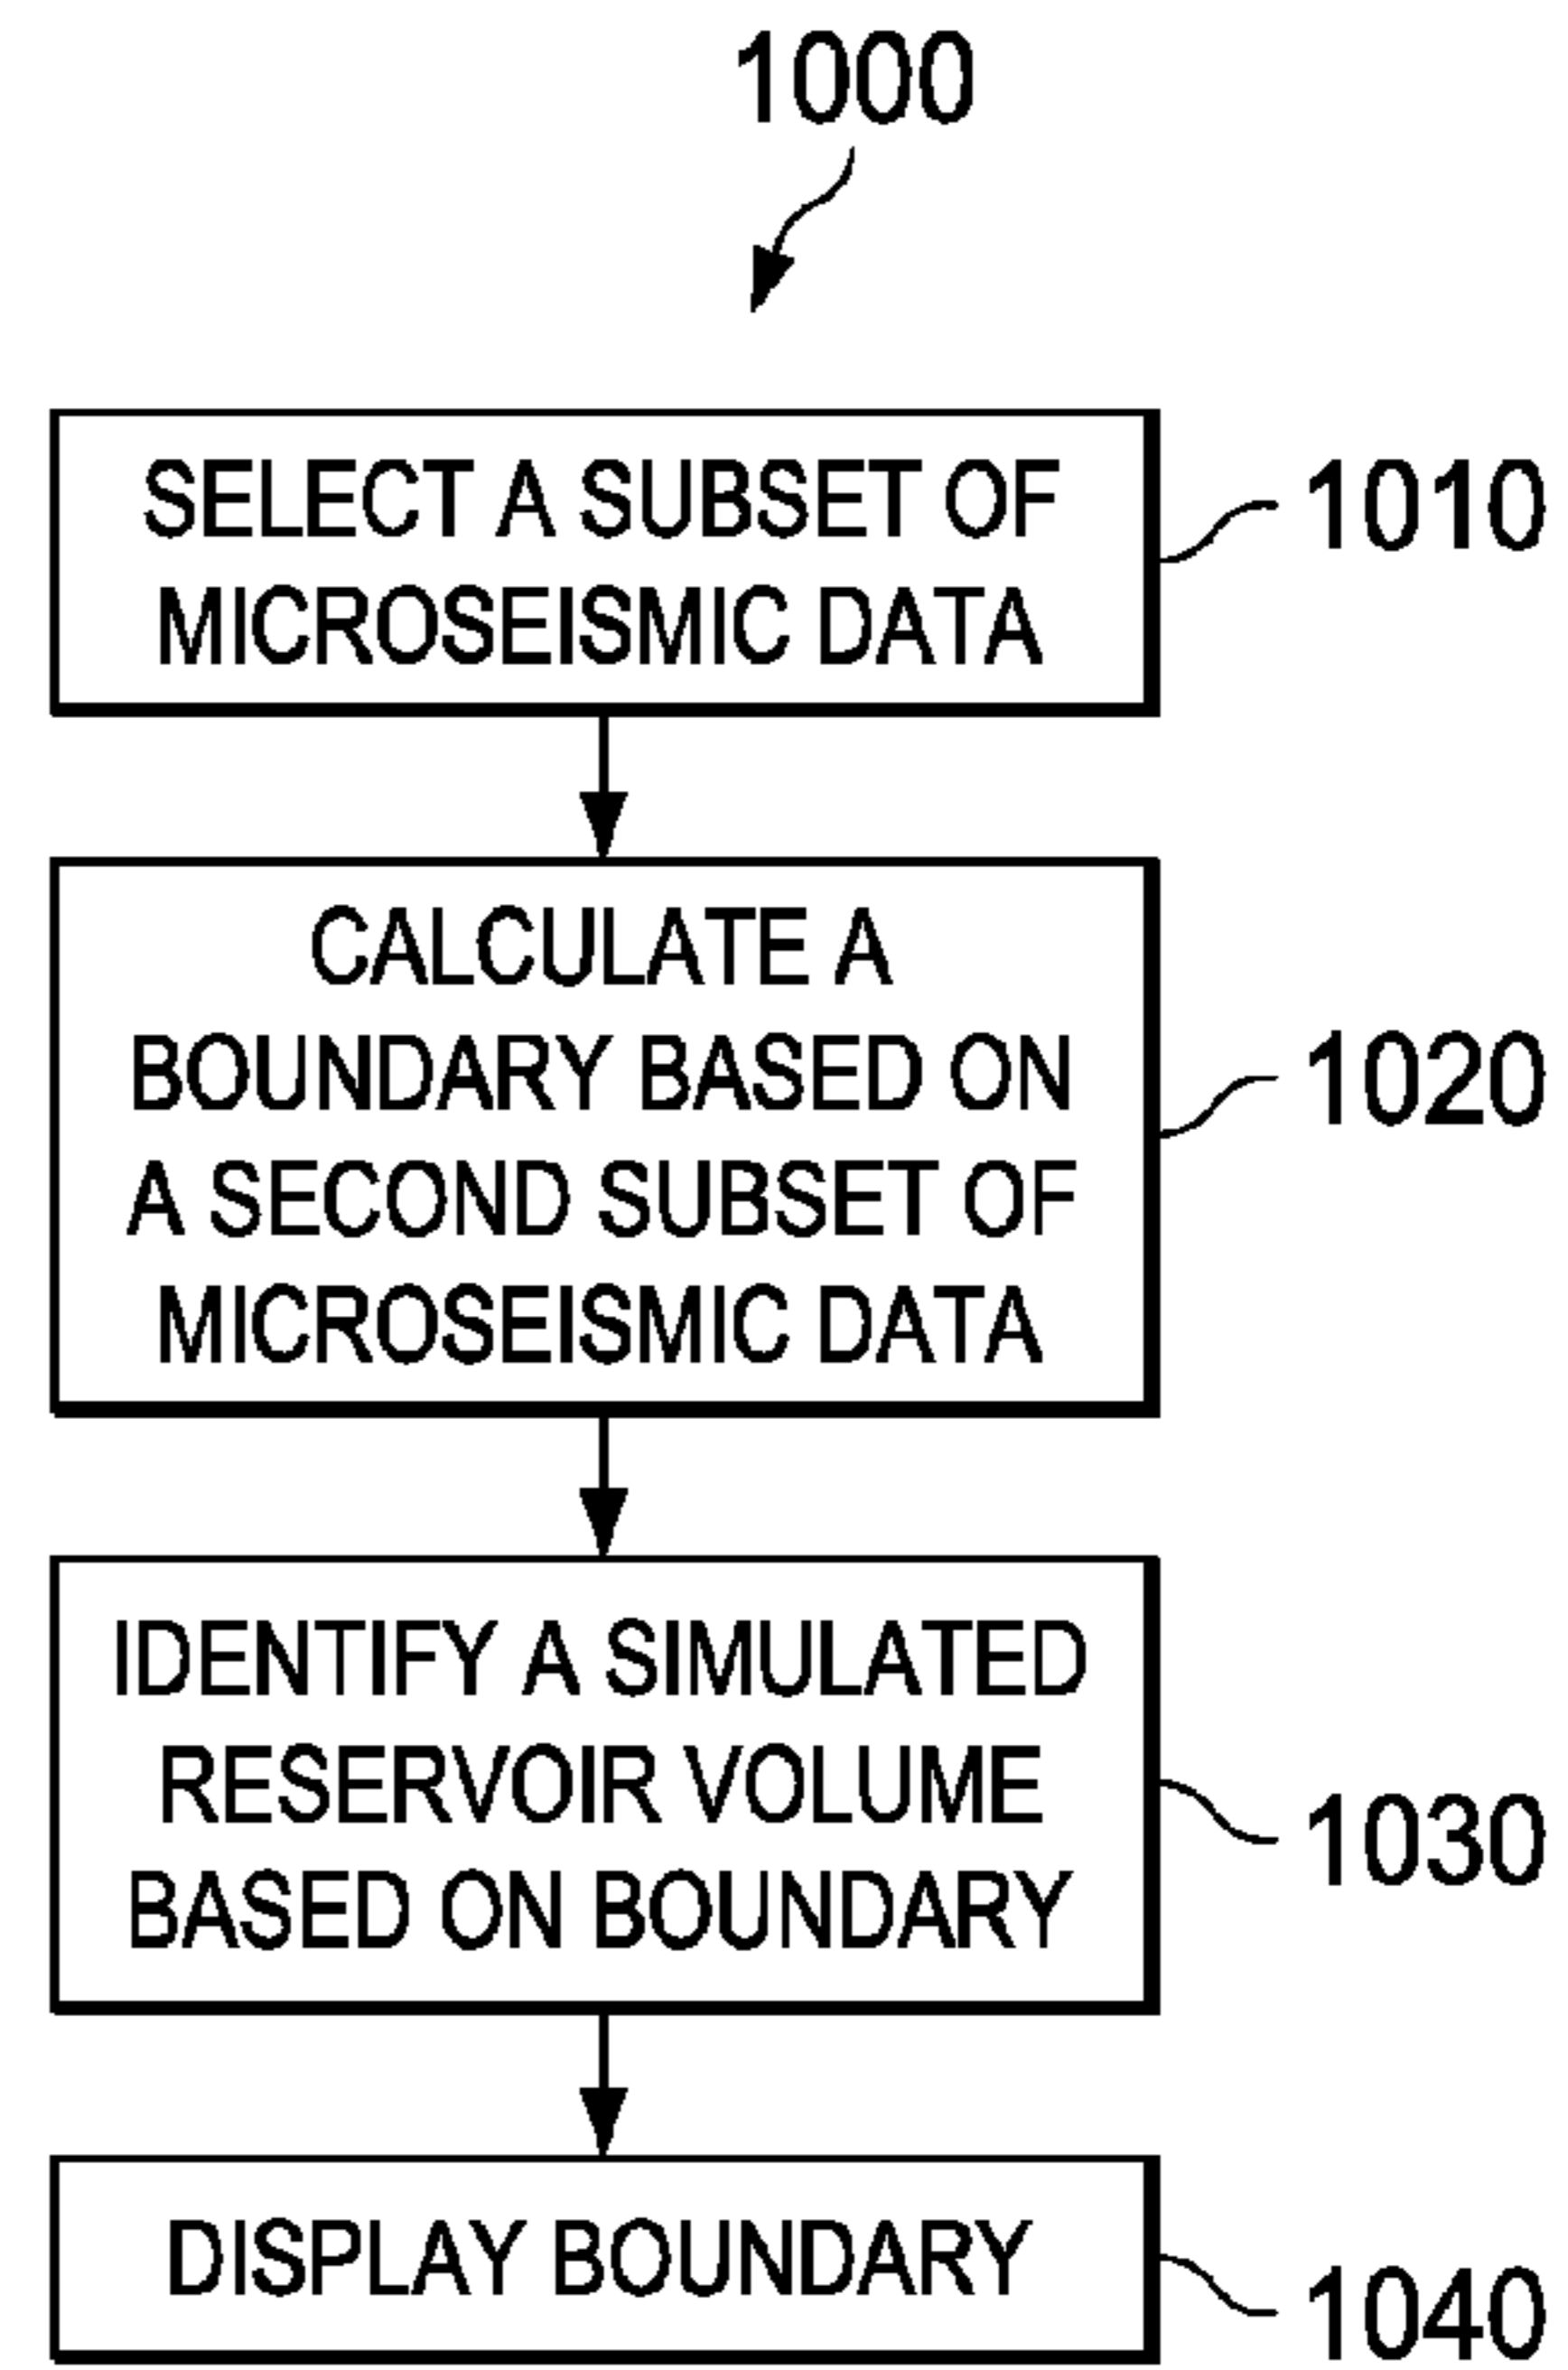 1000
SELECT A SUBSET OF
MICROSEISMIC DATA
1010
CALCULATE A
BOUNDARY BASED ON
A SECOND SUBSET OF
MICROSEISMIC DATA
1020
IDENTIFY A SIMULATED
RESERVOIR VOLUME
BASED ON BOUNDARY
1030
DISPLAY BOUNDARY
1040